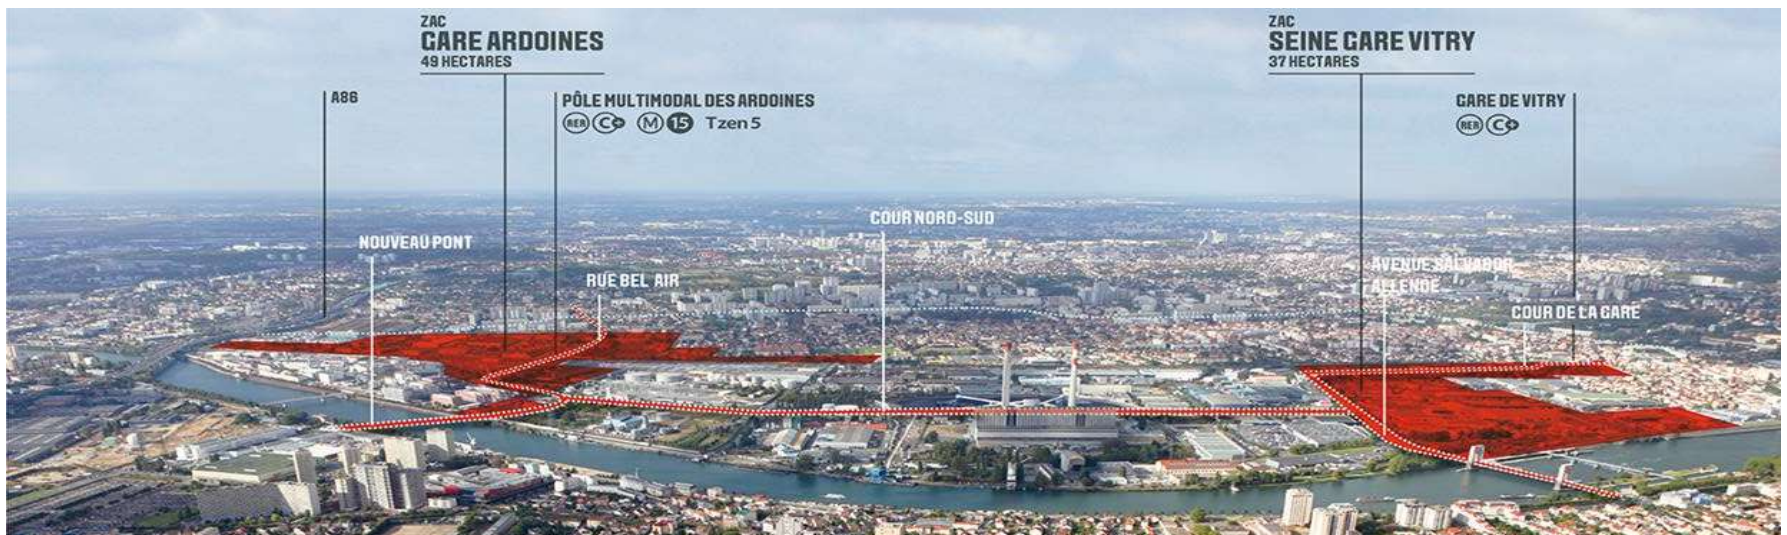 ZAC
GARE ARDOINES
49 HECTARES
ZAC
SEINE GARE VITRY
37 HECTARES
A86
PÔLE MULTIMODAL DES ARDOINES
RER C+ M 15 Tzen 5
GARE DE VITRY
RER C+
NOUVEAU PONT
RUE BEL AIR
COUR NORD-SUD
AVENUE SALVADOR
ALLENDE
COUR DE LA GARE